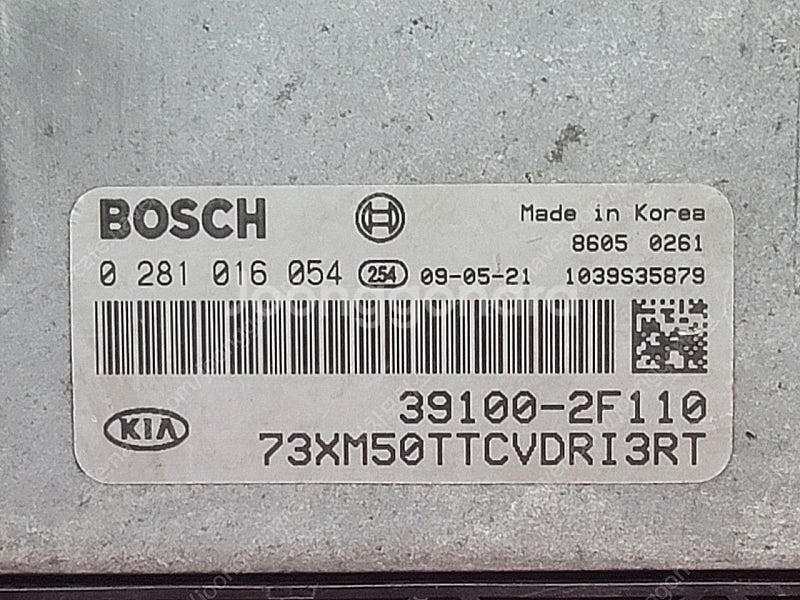 BOSCH
Made in Korea
8605 0261
0 281 016 054 254 09-05-21 1039S35879
Joonggonara
39100-2F110
KIA
73XM50TTCVDRI3RT